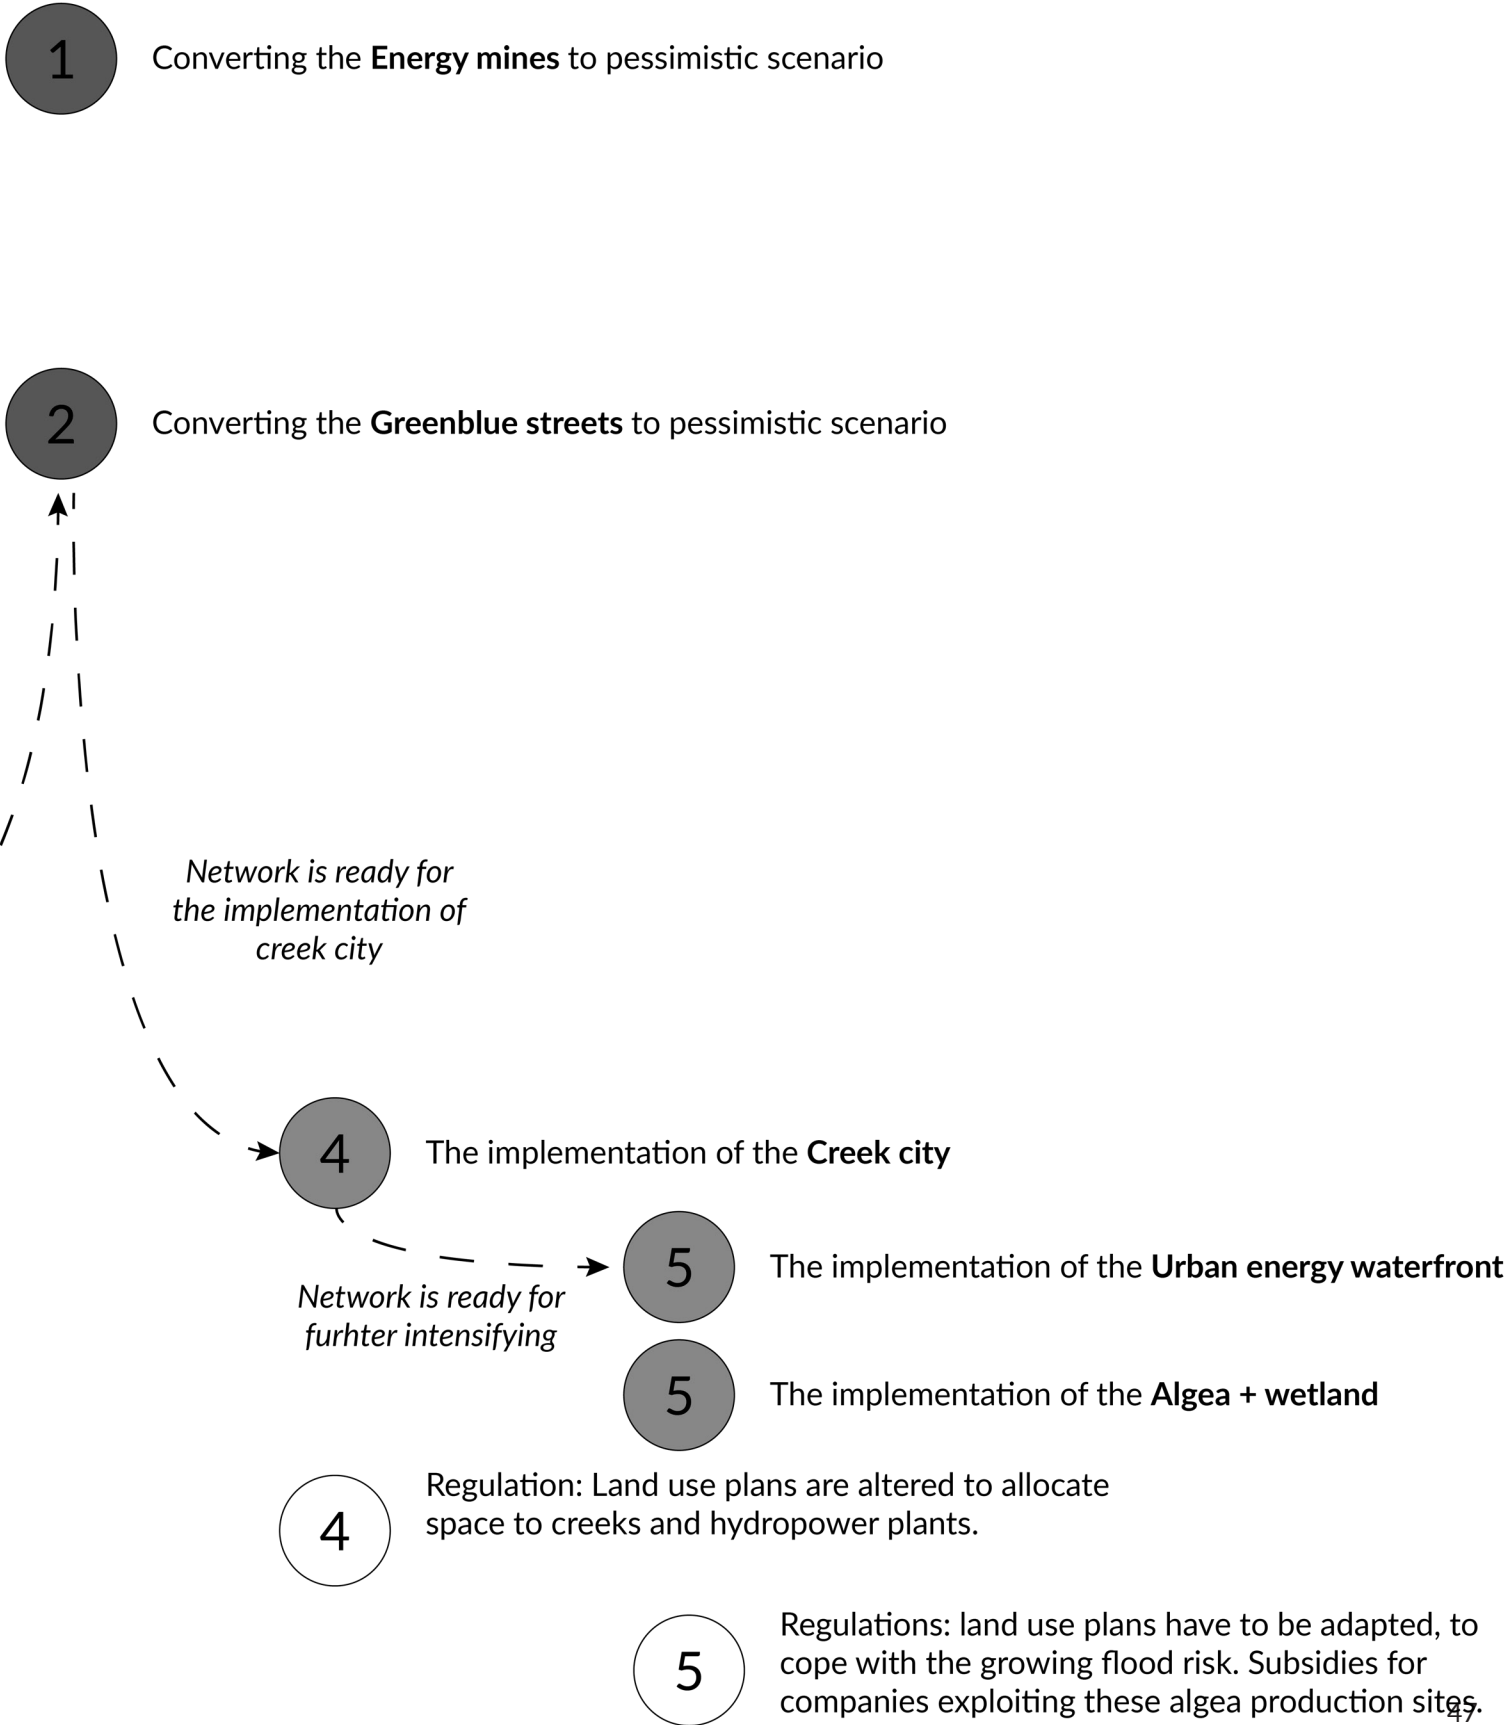 1
Converting the Energy mines to pessimistic scenario
2
Converting the Greenblue streets to pessimistic scenario
Network is ready for
the implementation of
creek city
4
The implementation of the Creek city
5
The implementation of the Urban energy waterfront
Network is ready for
furhter intensifying
5
The implementation of the Algea + wetland
4
Regulation: Land use plans are altered to allocate
space to creeks and hydropower plants.
5
Regulations: land use plans have to be adapted, to
cope with the growing flood risk. Subsidies for
companies exploiting these algea production sites.
47